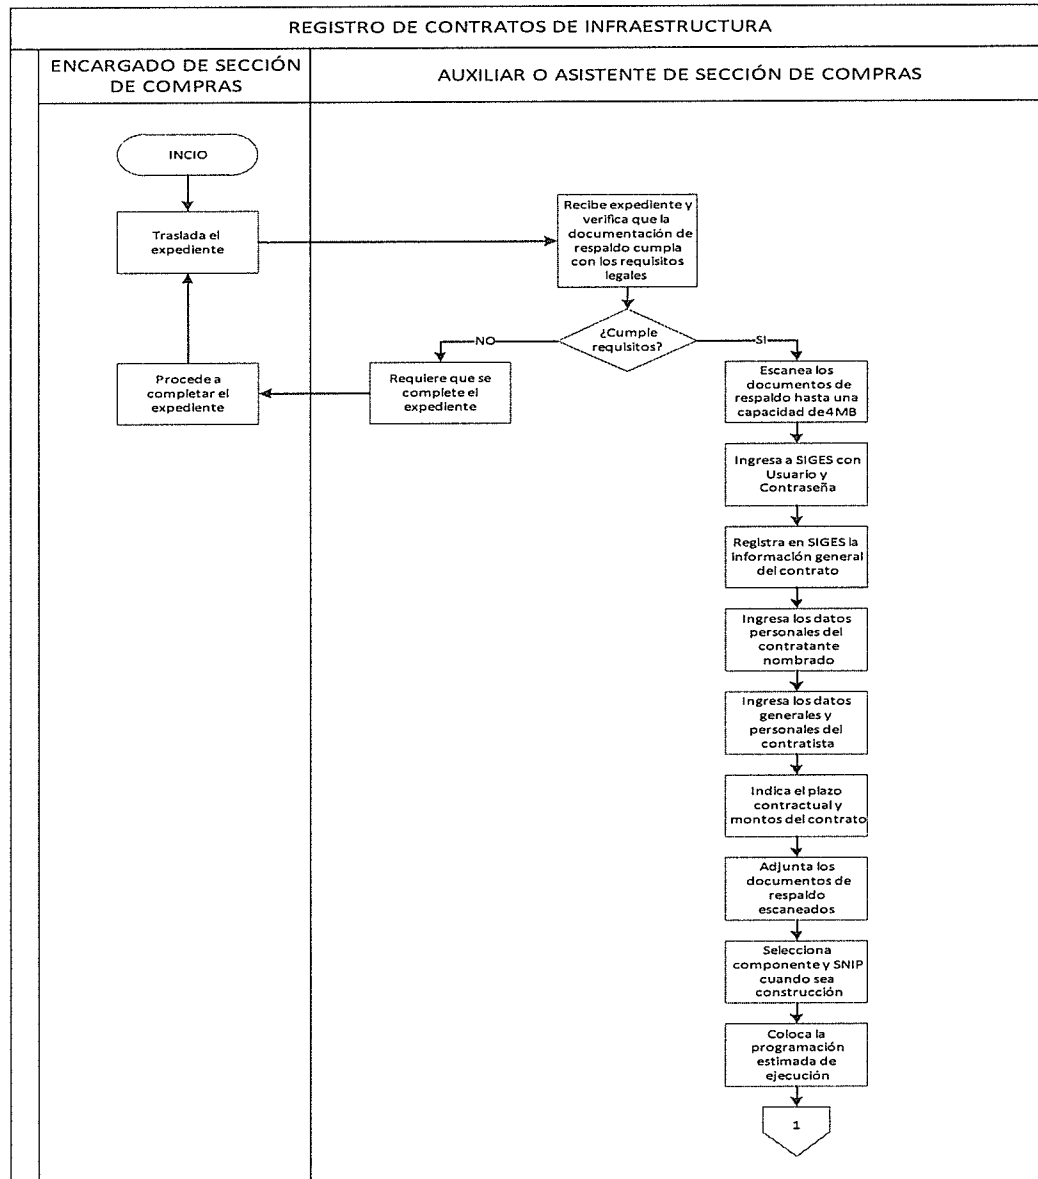 REGISTRO DE CONTRATOS DE INFRAESTRUCTURA
ENCARGADO DE SECCIÓN
DE COMPRAS
AUXILIAR O ASISTENTE DE SECCIÓN DE COMPRAS
INCIO
Traslada el
expediente
Recibe expediente y
verifica que la
documentación de
respaldo cumpla
con los requisitos
legales
¿Cumple
requisitos?
NO
SI
Procede a
completar el
expediente
Requiere que se
complete el
expediente
Escanea los
documentos de
respaldo hasta una
capacidad de 4MB
Ingresa a SIGES con
Usuario y
Contraseña
Registra en SIGES la
información general
del contrato
Ingresa los datos
personales del
contratante
nombrado
Ingresa los datos
generales y
personales del
contratista
Indica el plazo
contractual y
montos del contrato
Adjunta los
documentos de
respaldo
escaneados
Selecciona
componente y SNIP
cuando sea
construcción
Coloca la
programación
estimada de
ejecución
1